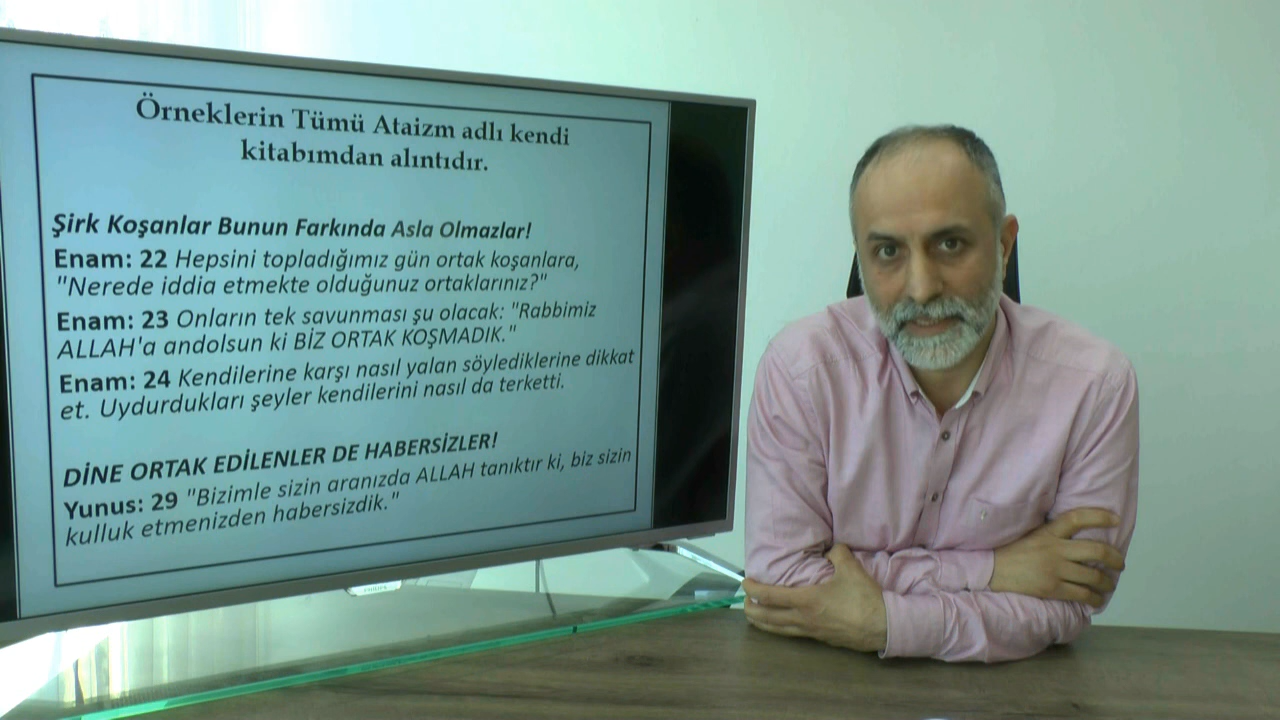 Örneklerin Tümü Ataizm adlı kendi
kitabımdan alıntıdır.
Şirk Koşanlar Bunun Farkında Asla Olmazlar!
Enam: 22 Hepsini topladığımız gün ortak koşanlara,
"Nerede iddia etmekte olduğunuz ortaklarınız?"
Enam: 23 Onların tek savunması şu olacak: "Rabbimiz
ALLAH'a andolsun ki BİZ ORTAK KOŞMADIK."
Enam: 24 Kendilerine karşı nasıl yalan söylediklerine dikkat
et. Uydurdukları şeyler kendilerini nasıl da terketti.
DİNE ORTAK EDİLENLER DE HABERSİZLER!
Yunus: 29 "Bizimle sizin aranızda ALLAH tanıktır ki, biz sizin
kulluk etmenizden habersizdik."